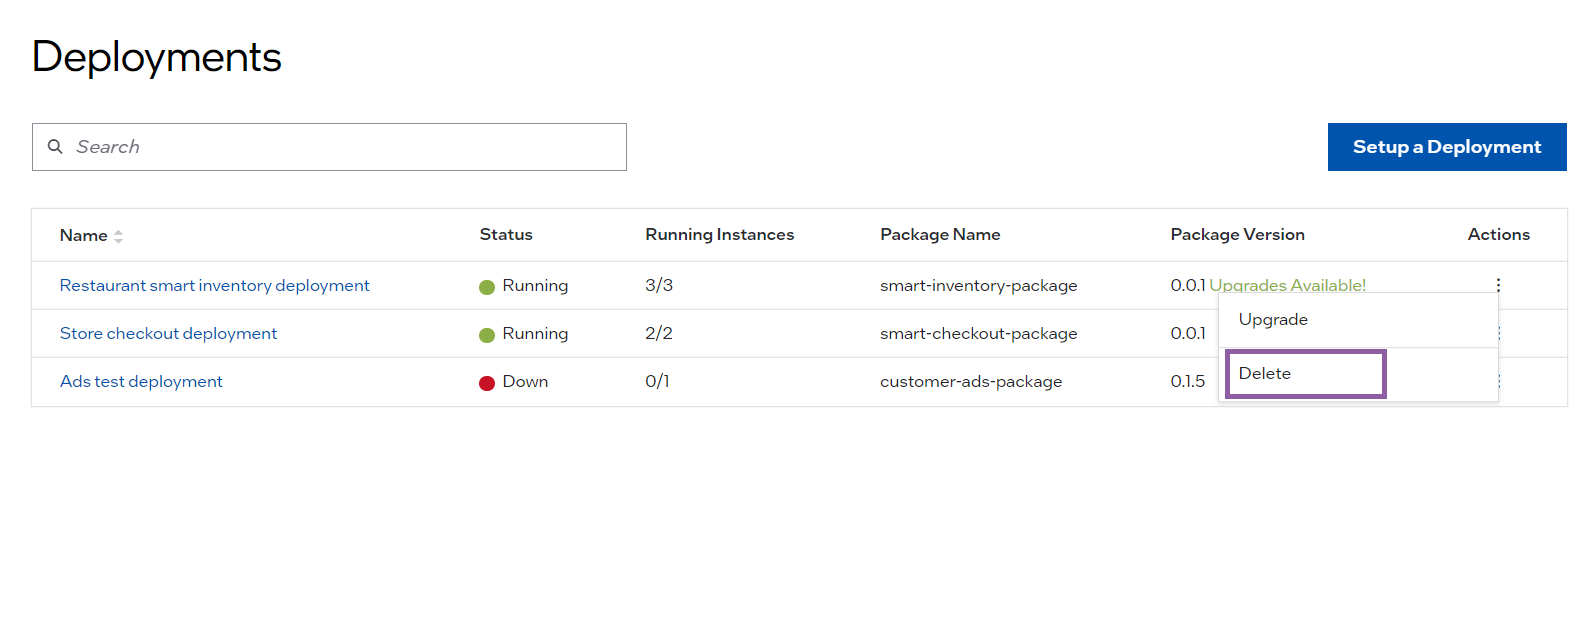 Deployments
Search
Setup a Deployment
Name Status Running Instances Package Name Package Version Actions
Restaurant smart inventory deployment Running 3/3 smart-inventory-package 0.0.1 Upgrades Available!
Upgrade
Store checkout deployment Running 2/2 smart-checkout-package 0.0.1
Delete
Ads test deployment Down 0/1 customer-ads-package 0.1.5